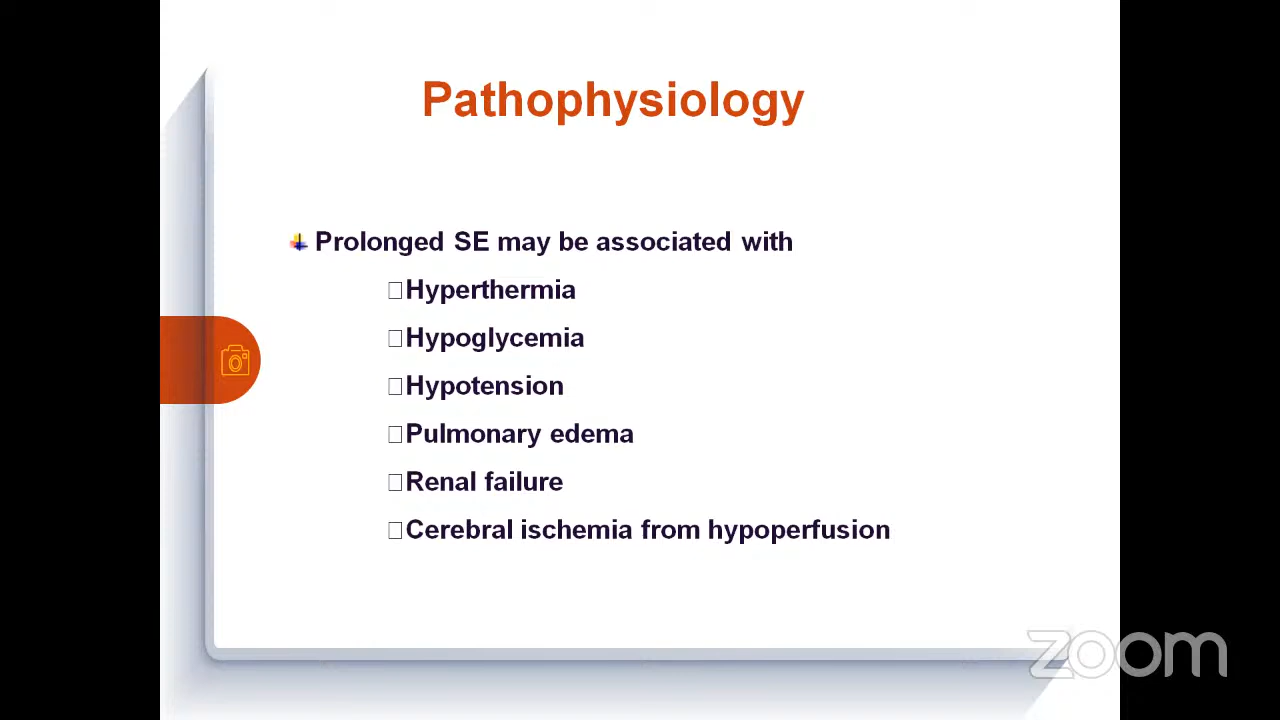 Pathophysiology
Prolonged SE may be associated with
Hyperthermia
Hypoglycemia
Hypotension
Pulmonary edema
Renal failure
Cerebral ischemia from hypoperfusion
zoom